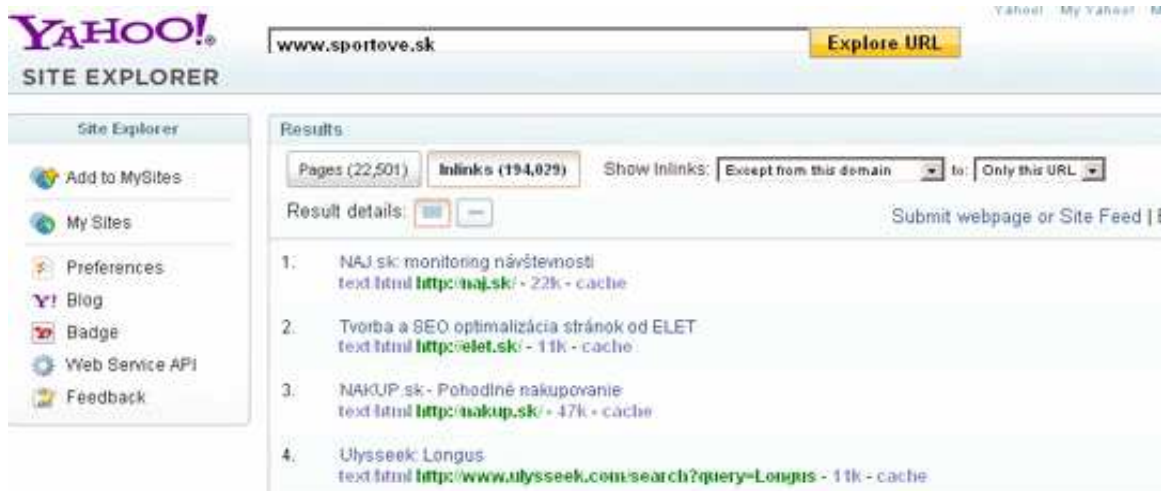 Yahoo! My Yahoo!
YAHOO!®
SITE EXPLORER
www.sportove.sk
Explore URL
Site Explorer
Add to MySites
My Sites
Preferences
Y! Blog
Badge
Web Service API
Feedback
Results
Pages (22,501) Inlinks (194,029) Show Inlinks: Except from this domain to: Only this URL
Result details:
Submit webpage or Site Feed |
1. NAJ.sk: monitoring návštevnosti
text/html http://naj.sk/ - 22k - cache
2. Tvorba a SEO optimalizácia stránok od ELET
text/html http://elet.sk/ - 11k - cache
3. NAKUP.sk - Pohodlné nakupovanie
text/html http://nakup.sk/ - 47k - cache
4. Ulysseek: Longus
text/html http://www.ulysseek.com/search?query=Longus - 11k - cache